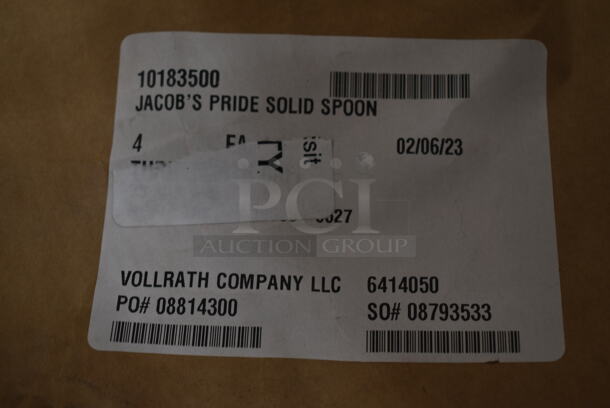 10183500
JACOB'S PRIDE SOLID SPOON
4 EA 02/06/23
PCI
AUCTION GROUP
VOLLRATH COMPANY LLC 6414050
PO# 08814300 SO# 08793533